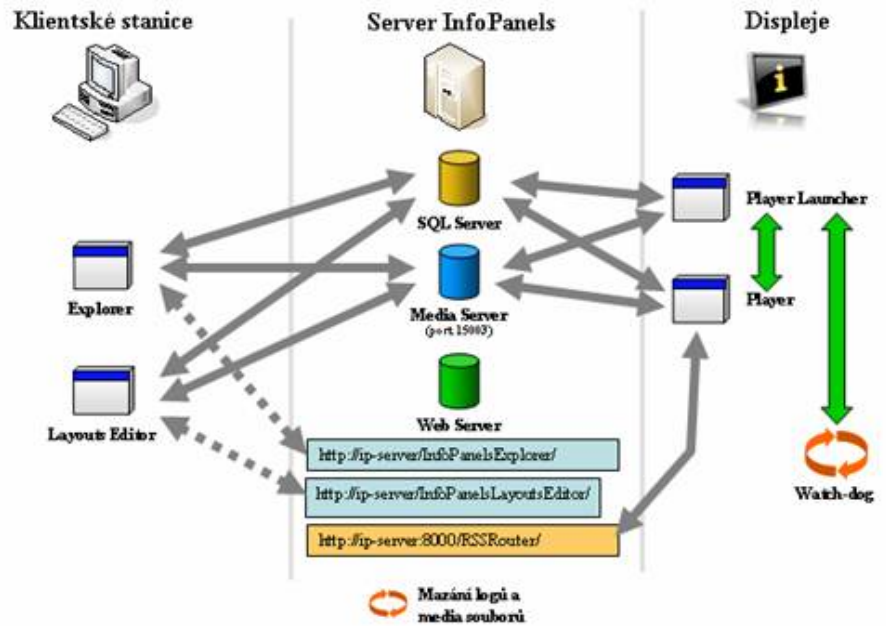 Klientské stanice
Server InfoPanels
Displeje
i
SQL Server
Player Launcher
Explorer
Media Server
(port 15003)
Player
Layouts Editor
Web Server
http://ip-server/InfoPanelsExplorer/
http://ip-server/InfoPanelsLayoutsEditor/
http://ip-server:8000/RSSRouter/
Watch-dog
Mazání logů a
media souborů